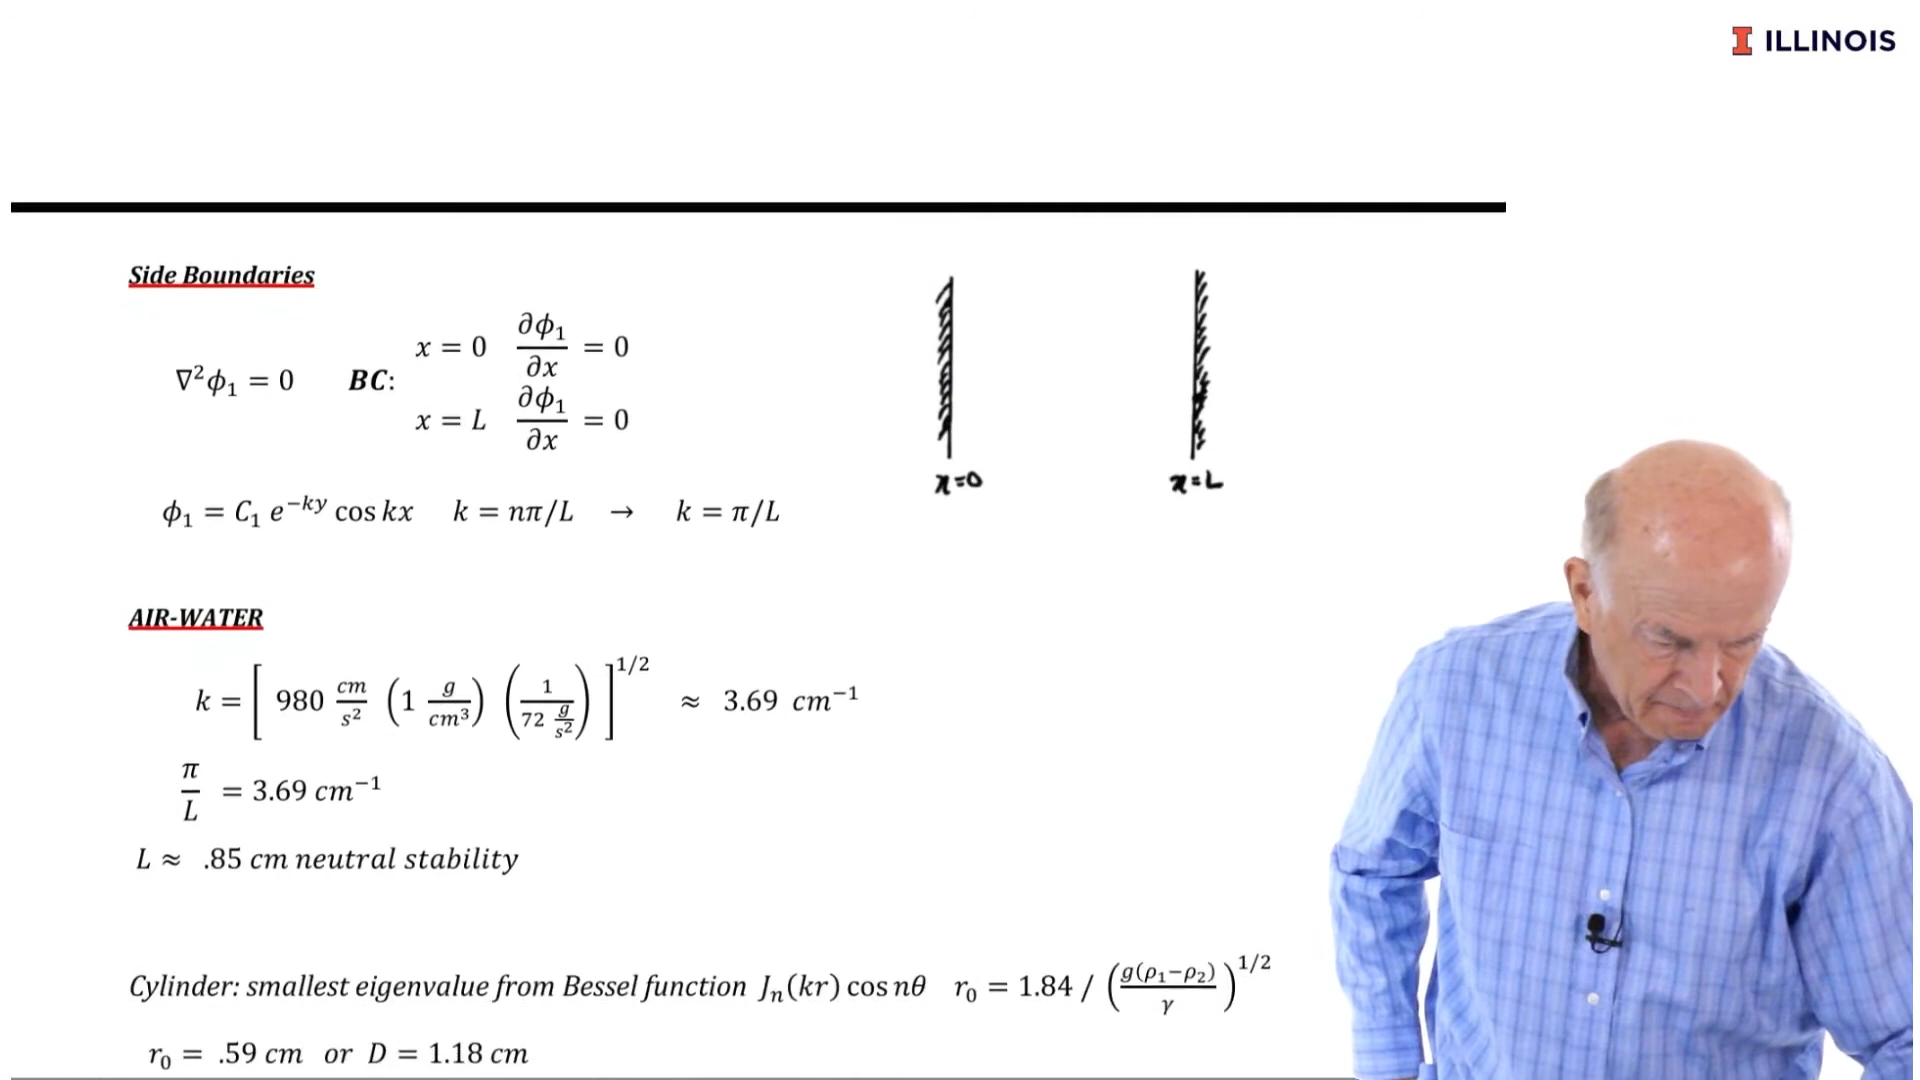 I ILLINOIS
Side Boundaries
∇²ϕ₁ = 0 BC: x = 0 ∂ϕ₁/∂x = 0
x = L ∂ϕ₁/∂x = 0
x=0 x=L
ϕ₁ = C₁ e^{−ky} cos kx k = nπ/L → k = π/L
AIR-WATER
k = [ 980 cm/s² (1 g/cm³) (1/(72 g/s²)) ]^{1/2} ≈ 3.69 cm⁻¹
π/L = 3.69 cm⁻¹
L ≈ .85 cm neutral stability
Cylinder: smallest eigenvalue from Bessel function Jₙ(kr) cos nθ r₀ = 1.84 / (g(ρ₁−ρ₂)/γ)^{1/2}
r₀ = .59 cm or D = 1.18 cm